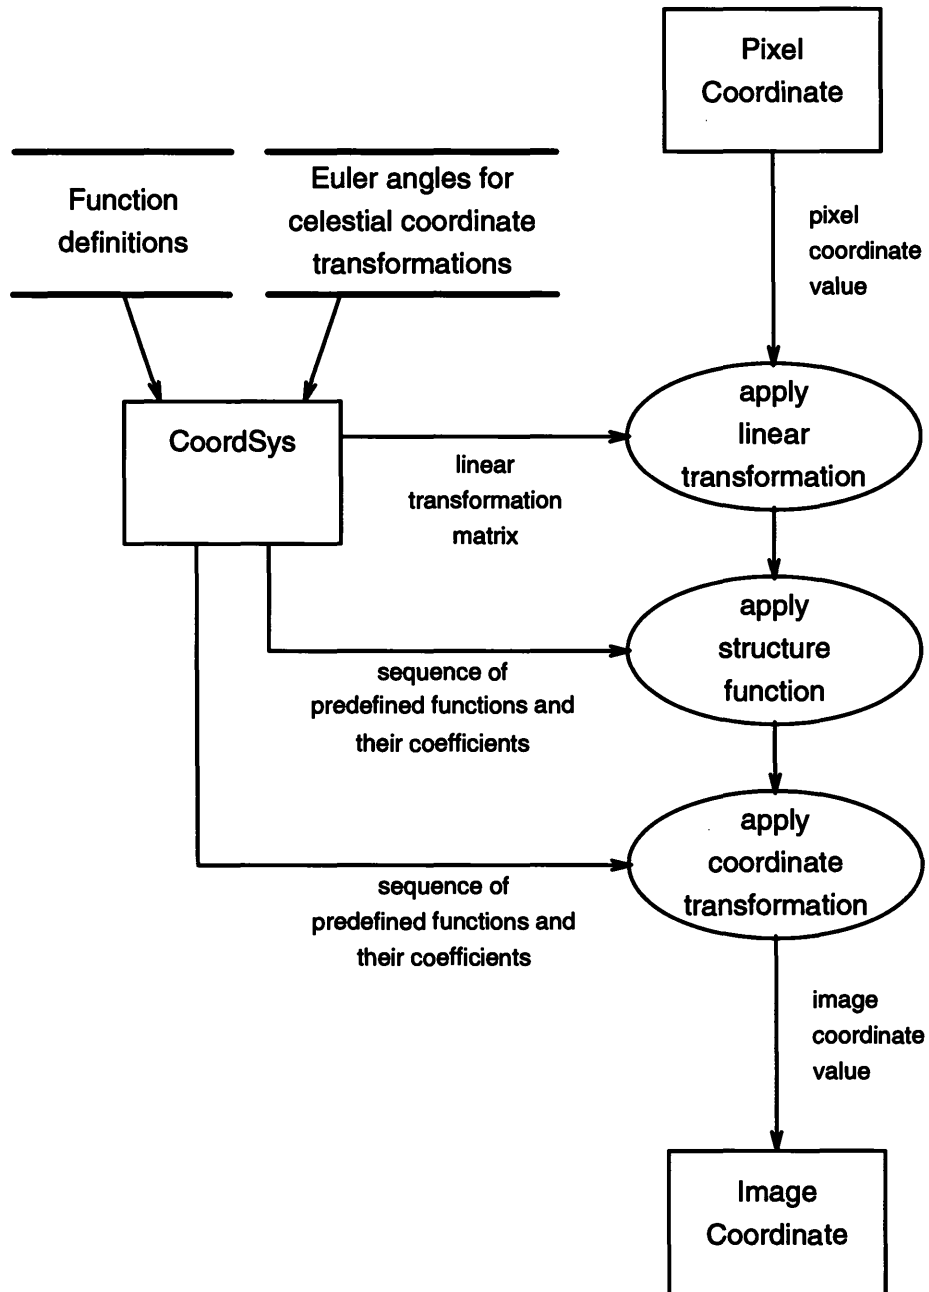 Pixel
Coordinate
Function
definitions
Euler angles for
celestial coordinate
transformations
pixel
coordinate
value
apply
linear
transformation
CoordSys
linear
transformation
matrix
apply
structure
function
sequence of
predefined functions and
their coefficients
apply
coordinate
transformation
sequence of
predefined functions and
their coefficients
image
coordinate
value
Image
Coordinate